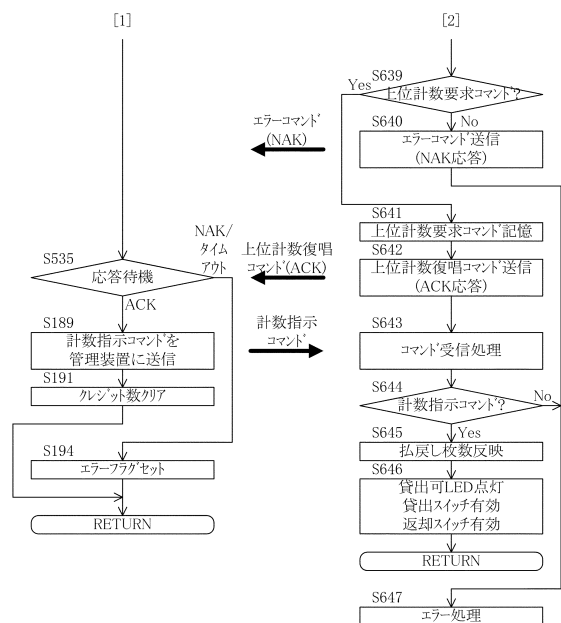 [1]
[2]
S639
Yes
上位計数要求コマンド?
No
S640
エラーコマンド送信
(NAK応答)
エラーコマンド
(NAK)
S641
上位計数要求コマンド記憶
S642
上位計数復唱コマンド送信
(ACK応答)
NAK/
タイム
アウト
上位計数復唱
コマンド(ACK)
S535
応答待機
ACK
計数指示
コマンド
S643
コマンド受信処理
S189
計数指示コマンドを
管理装置に送信
S644
計数指示コマンド?
No
S191
クレジット数クリア
Yes
S645
払戻し枚数反映
S194
エラーフラグセット
S646
貸出可LED点灯
貸出スイッチ有効
返却スイッチ有効
RETURN
RETURN
S647
エラー処理